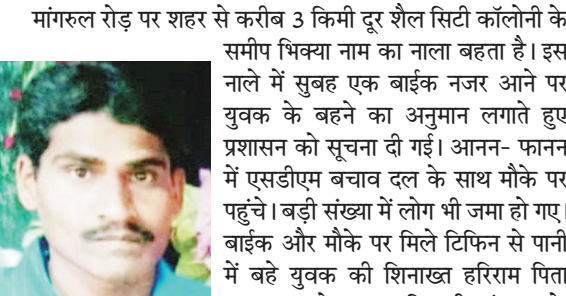 मांगरुल रोड़ पर शहर से करीब 3 किमी दूर शैल सिटी कॉलोनी के
समीप भिक्या नाम का नाला बहता है। इस
नाले में सुबह एक बाईक नजर आने पर
युवक के बहने का अनुमान लगाते हुए
प्रशासन को सूचना दी गई। आनन- फानन
में एसडीएम बचाव दल के साथ मौके पर
पहुंचे। बड़ी संख्या में लोग भी जमा हो गए।
बाईक और मौके पर मिले टिफिन से पानी
में बहे युवक की शिनाख्त हरिराम पिता